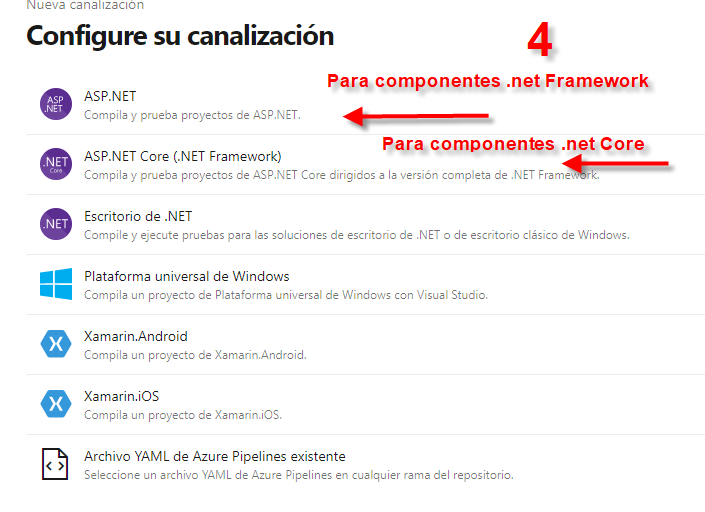 Nueva canalización
Configure su canalización
4
Para componentes .net Framework
ASP
.NET
ASP.NET
Compila y prueba proyectos de ASP.NET.
Para componentes .net Core
.NET
Core
ASP.NET Core (.NET Framework)
Compila y prueba proyectos de ASP.NET Core dirigidos a la versión completa de .NET Framework.
.NET
Escritorio de .NET
Compile y ejecute pruebas para las soluciones de escritorio de .NET o de escritorio clásico de Windows.
Plataforma universal de Windows
Compila un proyecto de Plataforma universal de Windows con Visual Studio.
Xamarin.Android
Compila un proyecto de Xamarin.Android.
Xamarin.iOS
Compila un proyecto de Xamarin.iOS.
Archivo YAML de Azure Pipelines existente
Seleccione un archivo YAML de Azure Pipelines en cualquier rama del repositorio.